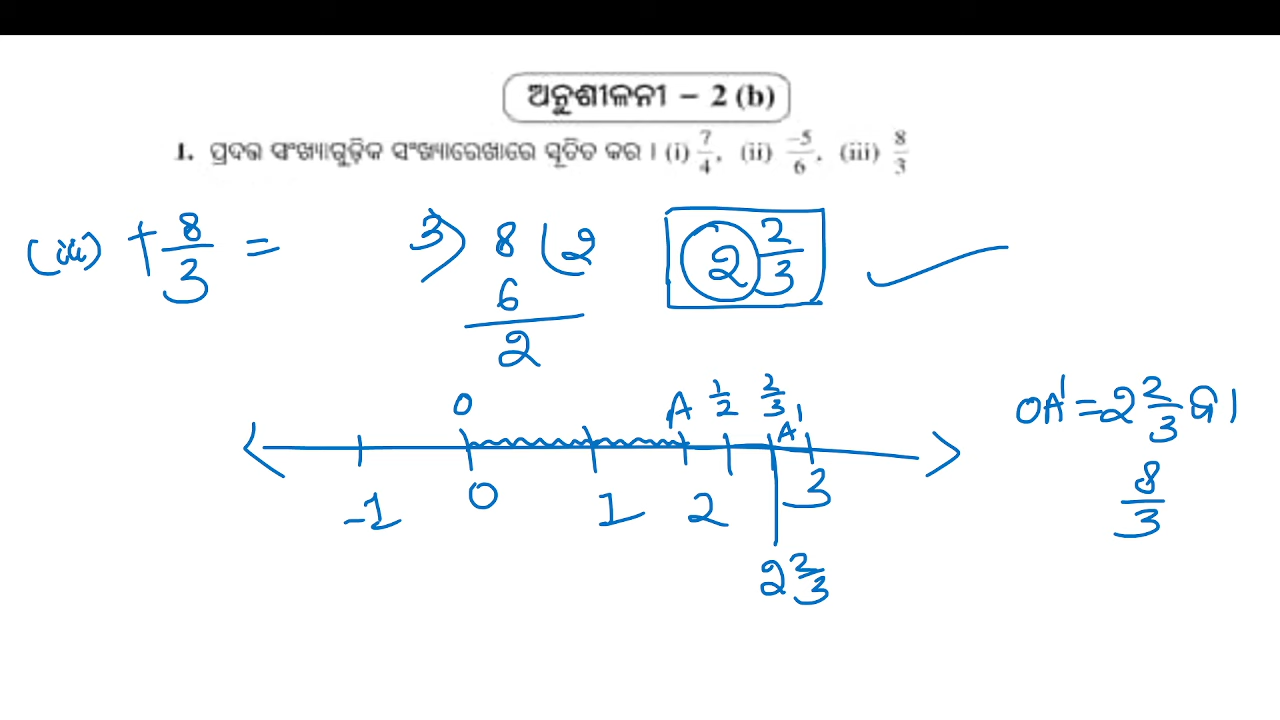 ଅନୁଶୀଳନୀ – 2 (b)
1. ପ୍ରଦତ୍ତ ସଂଖ୍ୟାଗୁଡ଼ିକ ସଂଖ୍ୟାରେଖାରେ ସୂଚିତ କର । (i) 7/4, (ii) -5/6, (iii) 8/3
(iii) + 8/3 = 3) 8 (2 2 2/3
6
2
O A 1/2 2/3 A' OA' = 2 2/3 ଏ।
-1 0 1 2 3 8/3
2 2/3